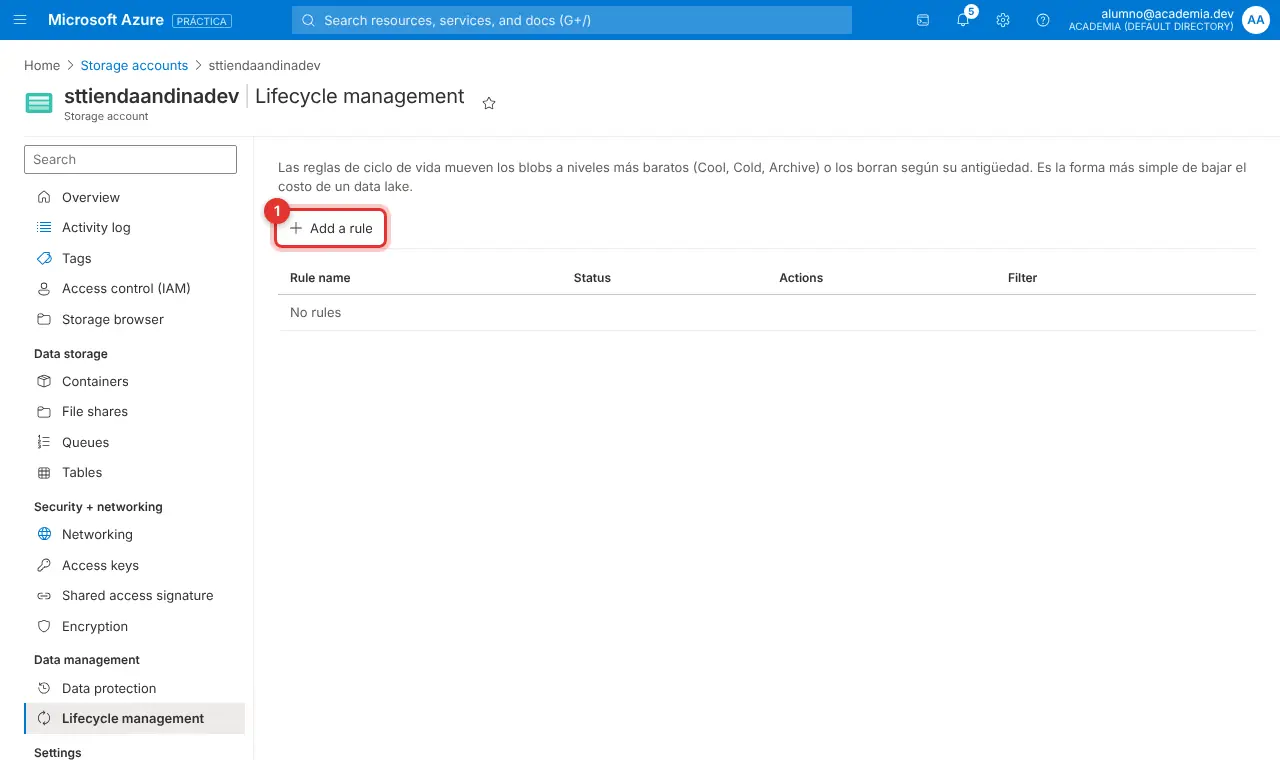 Microsoft Azure PRÁCTICA
Search resources, services, and docs (G+/)
5
alumno@academia.dev
ACADEMIA (DEFAULT DIRECTORY)
AA
Home > Storage accounts > sttiendaandinadev
sttiendaandinadev | Lifecycle management
Storage account
Search
Overview
Activity log
Tags
Access control (IAM)
Storage browser
Data storage
Containers
File shares
Queues
Tables
Security + networking
Networking
Access keys
Shared access signature
Encryption
Data management
Data protection
Lifecycle management
Settings
Las reglas de ciclo de vida mueven los blobs a niveles más baratos (Cool, Cold, Archive) o los borran según su antigüedad. Es la forma más simple de bajar el
costo de un data lake.
1
+ Add a rule
Rule name Status Actions Filter
No rules